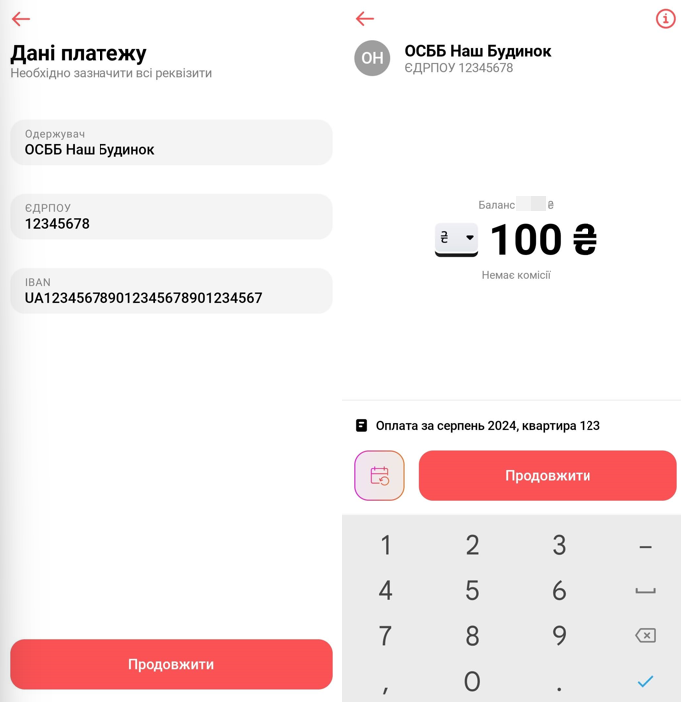 Дані платежу
Необхідно зазначити всі реквізити
Одержувач
ОСББ Наш Будинок
ЄДРПОУ
12345678
IBAN
UA123456789012345678901234567
Продовжити
ОН
ОСББ Наш Будинок
ЄДРПОУ 12345678
Баланс ₴
₴ 100 ₴
Немає комісії
Оплата за серпень 2024, квартира 123
Продовжити
1 2 3 –
4 5 6
7 8 9
, 0 .